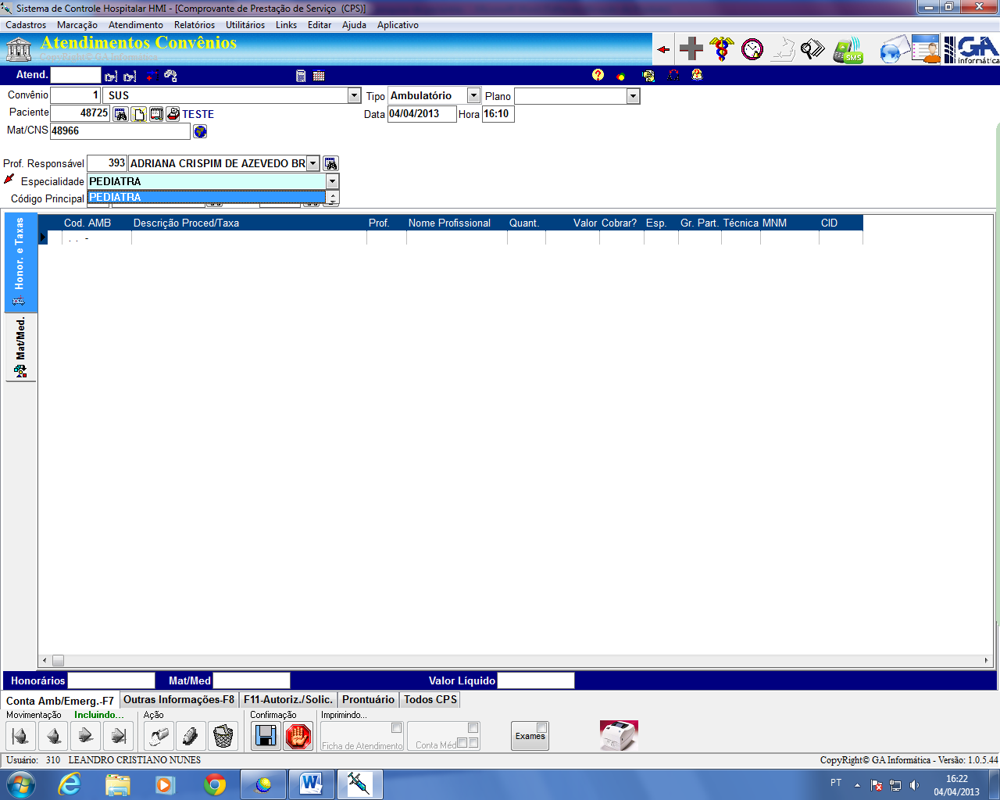 Sistema de Controle Hospitalar HMI - [Comprovante de Prestação de Serviço (CPS)]
Cadastros Marcação Atendimento Relatórios Utilitários Links Editar Ajuda Aplicativo
Atendimentos Convênios
CopyRight© GA Informática
SMS
GA
informática
Atend.
Convênio 1 SUS Tipo Ambulatório Plano
Paciente 48725 TESTE Data 04/04/2013 Hora 16:10
Mat/CNS 48966
Prof. Responsável 393 ADRIANA CRISPIM DE AZEVEDO BR
Especialidade PEDIATRA
PEDIATRA
Código Principal
Honor. e Taxas
Mat/Med.
Cod. AMB Descrição Proced/Taxa Prof. Nome Profissional Quant. Valor Cobrar? Esp. Gr. Part. Técnica MNM CID
. . -
Honorários Mat/Med Valor Líquido
Conta Amb/Emerg.-F7 Outras Informações-F8 F11-Autoriz./Solic. Prontuário Todos CPS
Movimentação Incluindo... Ação Confirmação Imprimindo...
Ficha de Atendimento Conta Méd Exames
Usuário: 310 LEANDRO CRISTIANO NUNES CopyRight© GA Informática - Versão: 1.0.5.44
PT 16:22
04/04/2013